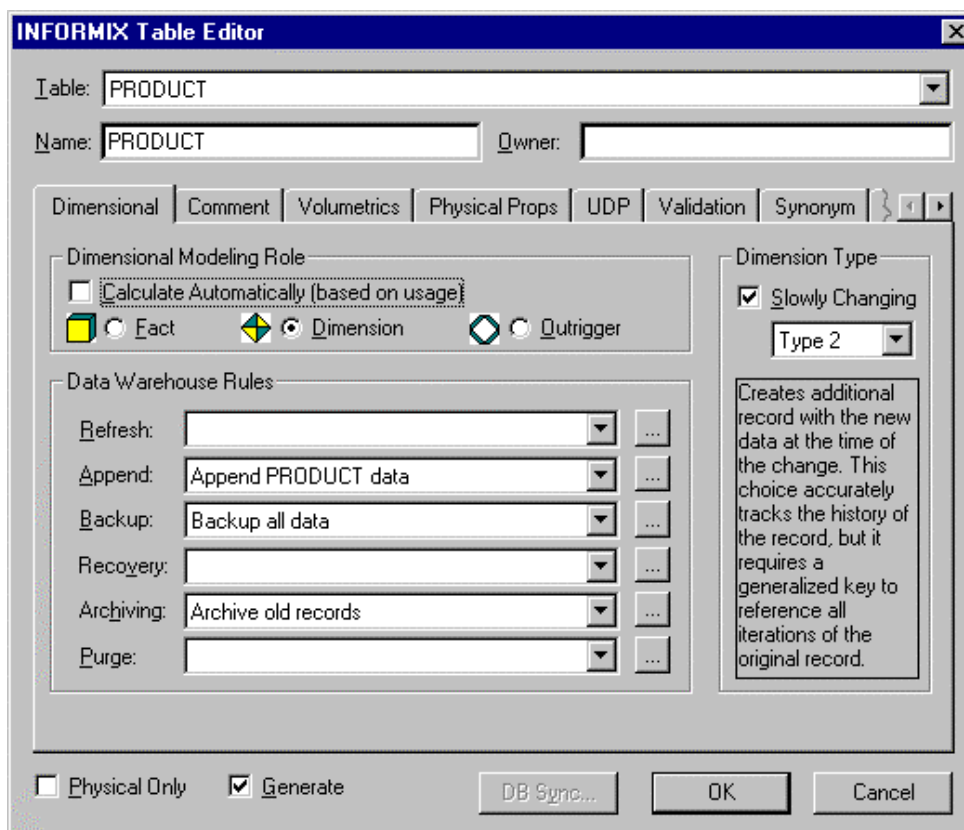 INFORMIX Table Editor
Table: PRODUCT
Name: PRODUCT Owner:
Dimensional Comment Volumetrics Physical Props UDP Validation Synonym
Dimensional Modeling Role
Calculate Automatically (based on usage)
Fact Dimension Outrigger
Data Warehouse Rules
Refresh: ...
Append: Append PRODUCT data ...
Backup: Backup all data ...
Recovery: ...
Archiving: Archive old records ...
Purge: ...
Dimension Type
Slowly Changing
Type 2
Creates additional
record with the new
data at the time of
the change. This
choice accurately
tracks the history of
the record, but it
requires a
generalized key to
reference all
iterations of the
original record.
Physical Only Generate DB Sync... OK Cancel